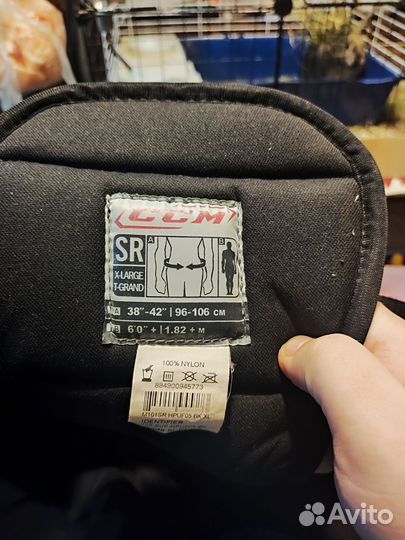 CCM
SR
X-LARGE
T-GRAND
A
B
A 38"-42" | 96-106 CM
B 6'0" + | 1.82 + M
100% NYLON
884900945773
M101SR HPUF05 BK XL
IDENTIFIER
Avito